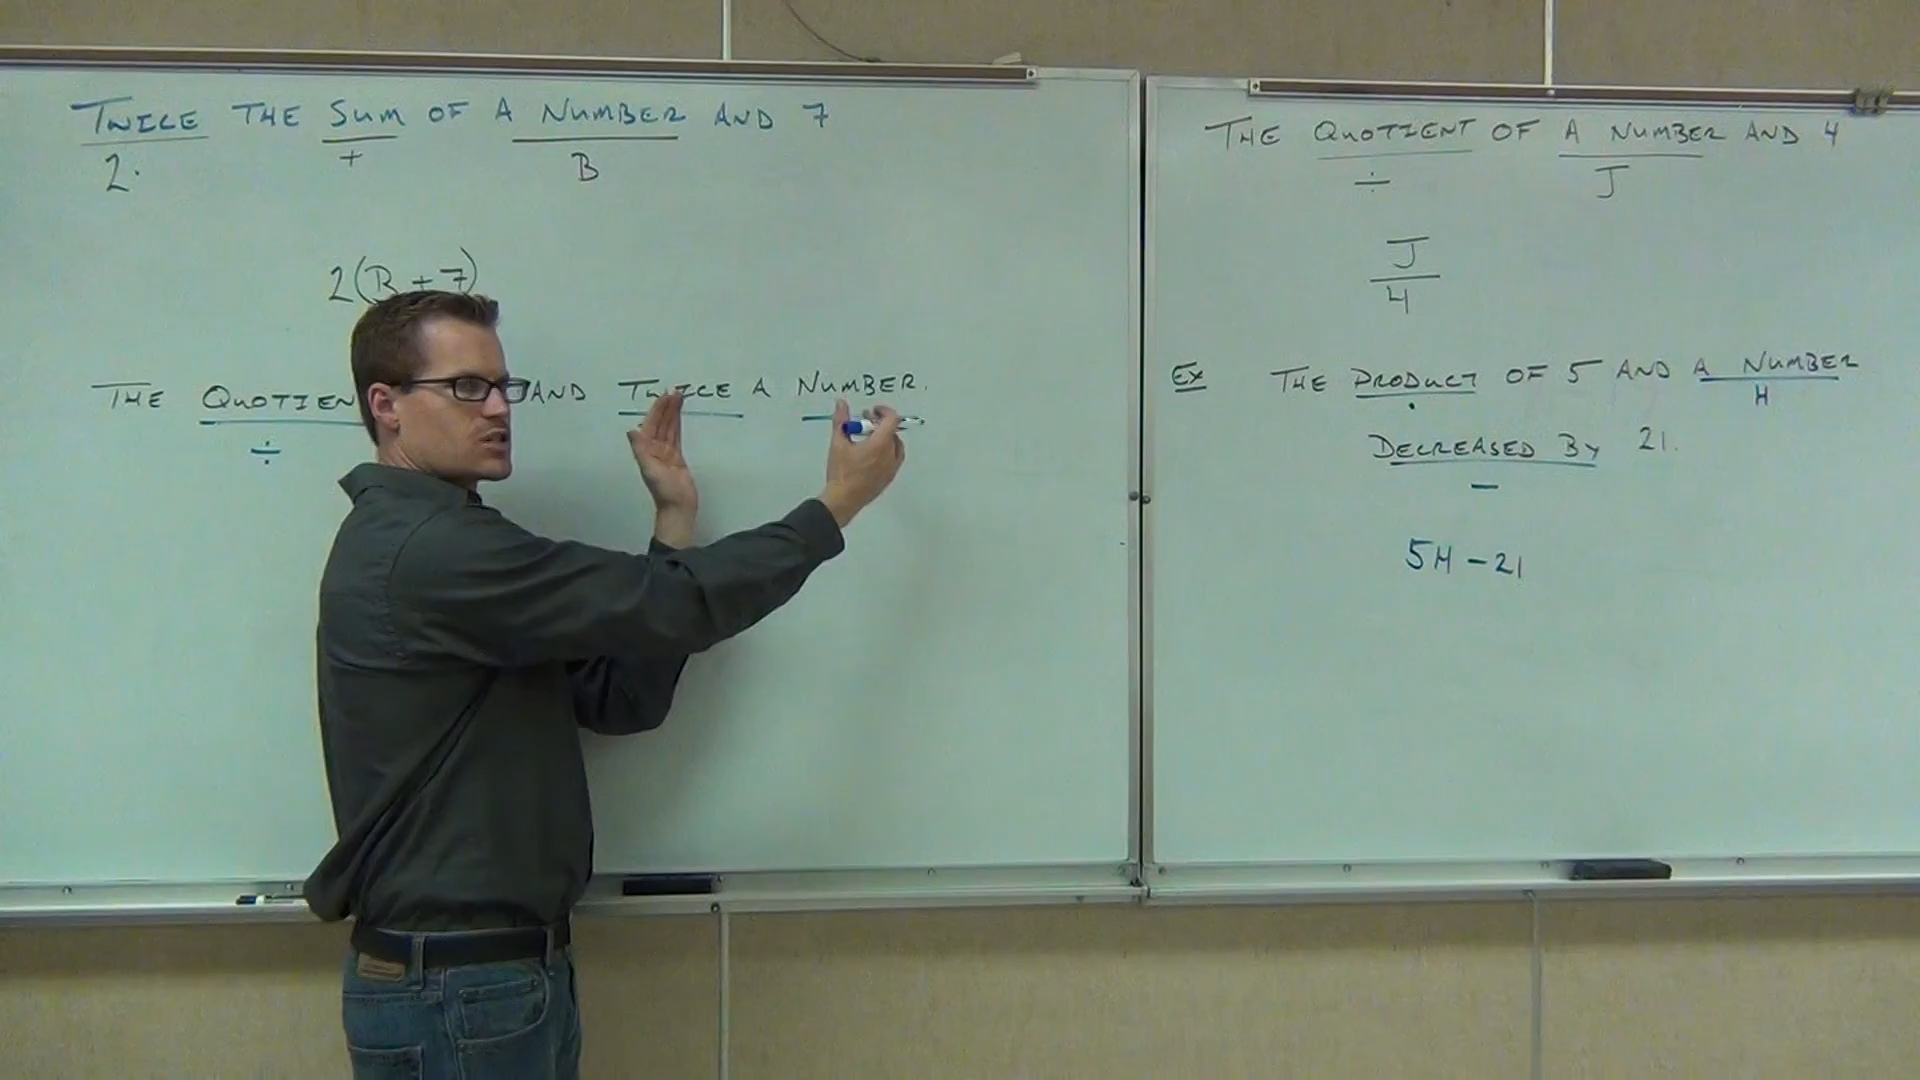 TWICE THE SUM OF A NUMBER AND 7
2· + B
2(B + 7)
THE QUOTIEN AND TWICE A NUMBER.
÷
THE QUOTIENT OF A NUMBER AND 4
÷ J
J
4
EX THE PRODUCT OF 5 AND A NUMBER
· H
DECREASED BY 21.
−
5H − 21